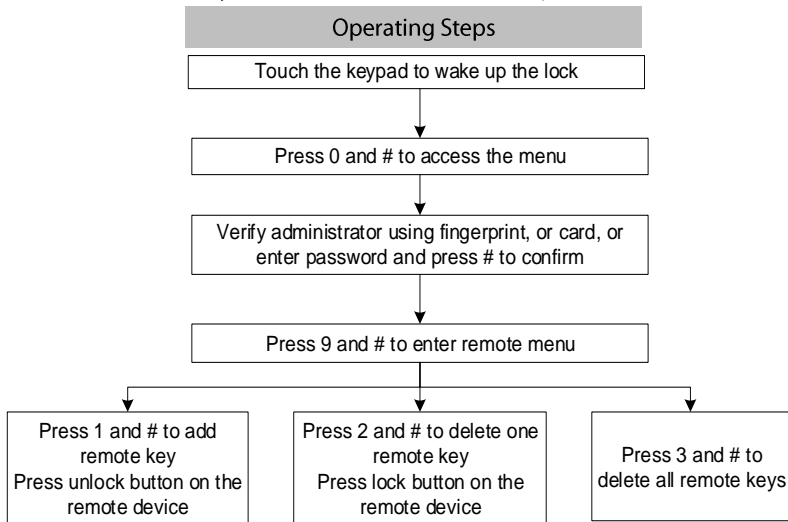 Operating Steps
Touch the keypad to wake up the lock
Press 0 and # to access the menu
Verify administrator using fingerprint, or card, or
enter password and press # to confirm
Press 9 and # to enter remote menu
Press 1 and # to add
remote key
Press unlock button on the
remote device
Press 2 and # to delete one
remote key
Press lock button on the
remote device
Press 3 and # to
delete all remote keys